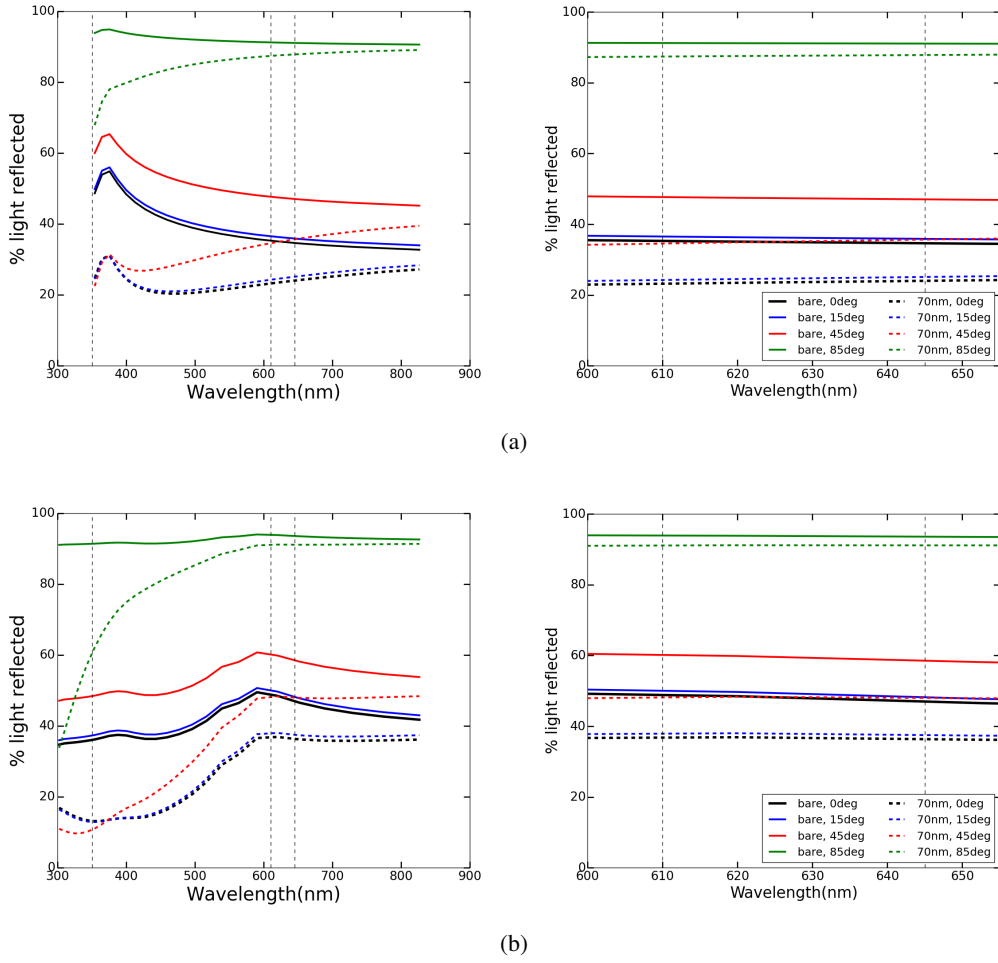 100
80
60
40
20
0
% light reflected
300 400 500 600 700 800 900
Wavelength(nm)
100
80
60
40
20
0
% light reflected
600 610 620 630 640 650
Wavelength(nm)
bare, 0deg 70nm, 0deg
bare, 15deg 70nm, 15deg
bare, 45deg 70nm, 45deg
bare, 85deg 70nm, 85deg
(a)
100
80
60
40
20
0
% light reflected
300 400 500 600 700 800 900
Wavelength(nm)
100
80
60
40
20
0
% light reflected
600 610 620 630 640 650
Wavelength(nm)
bare, 0deg 70nm, 0deg
bare, 15deg 70nm, 15deg
bare, 45deg 70nm, 45deg
bare, 85deg 70nm, 85deg
(b)